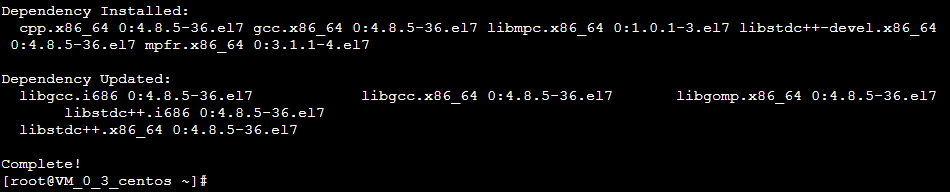 Dependency Installed:
  cpp.x86_64 0:4.8.5-36.el7 gcc.x86_64 0:4.8.5-36.el7 libmpc.x86_64 0:1.0.1-3.el7 libstdc++-devel.x86_64
 0:4.8.5-36.el7 mpfr.x86_64 0:3.1.1-4.el7

Dependency Updated:
  libgcc.i686 0:4.8.5-36.el7            libgcc.x86_64 0:4.8.5-36.el7       libgomp.x86_64 0:4.8.5-36.el7
       libstdc++.i686 0:4.8.5-36.el7
  libstdc++.x86_64 0:4.8.5-36.el7

Complete!
[root@VM_0_3_centos ~]#